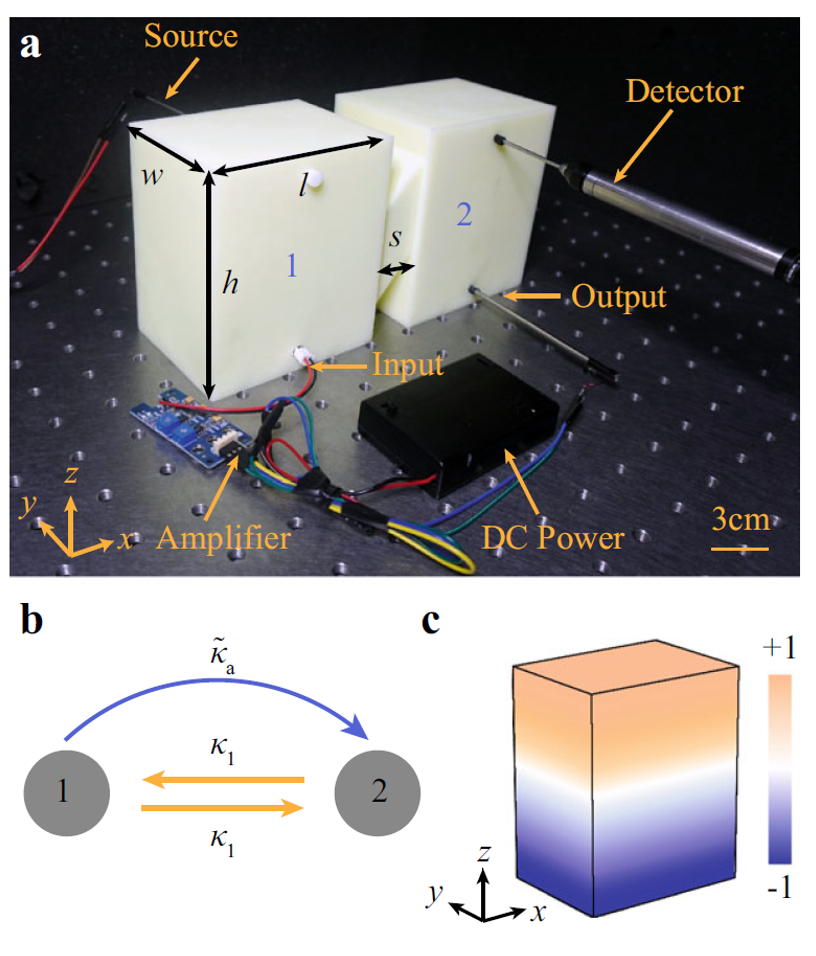 a
Source
Detector
w
l
2
s
1
h
Output
Input
z
y
x
Amplifier
DC Power
3cm
b
c
κ̃a
+1
κ1
1
2
κ1
z
y
x
-1